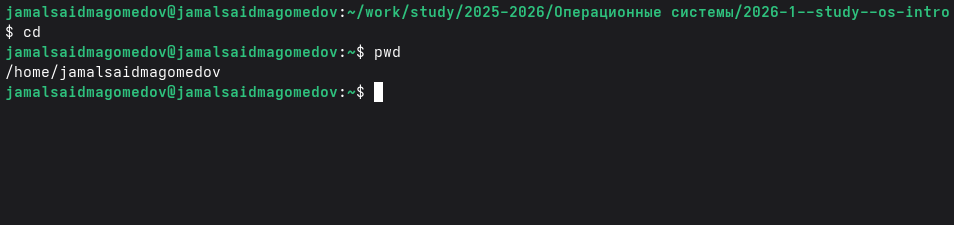 jamalsaidmagomedov@jamalsaidmagomedov:~/work/study/2025-2026/Операционные системы/2026-1--study--os-intro
$ cd
jamalsaidmagomedov@jamalsaidmagomedov:~$ pwd
/home/jamalsaidmagomedov
jamalsaidmagomedov@jamalsaidmagomedov:~$